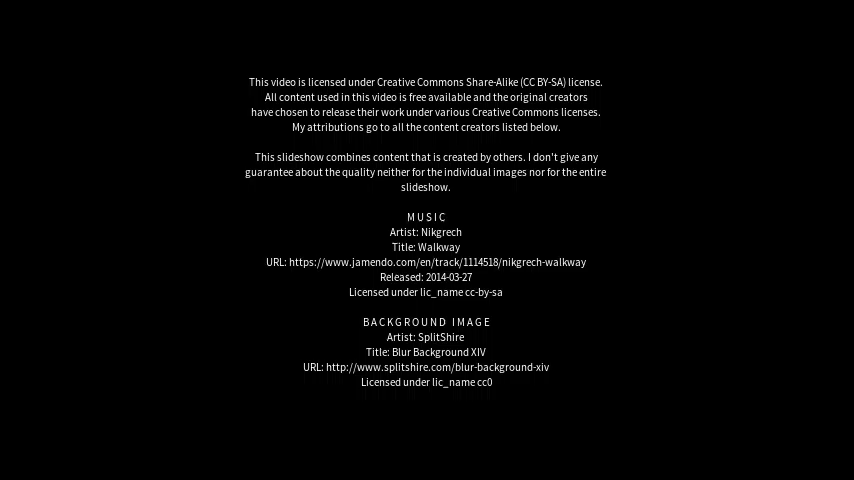 This video is licensed under Creative Commons Share-Alike (CC BY-SA) license.
All content used in this video is free available and the original creators
have chosen to release their work under various Creative Commons licenses.
My attributions go to all the content creators listed below.
This slideshow combines content that is created by others. I don't give any
guarantee about the quality neither for the individual images nor for the entire
slideshow.
MUSIC
Artist: Nikgrech
Title: Walkway
URL: https://www.jamendo.com/en/track/1114518/nikgrech-walkway
Released: 2014-03-27
Licensed under lic_name cc-by-sa
BACKGROUND IMAGE
Artist: SplitShire
Title: Blur Background XIV
URL: http://www.splitshire.com/blur-background-xiv
Licensed under lic_name cc0